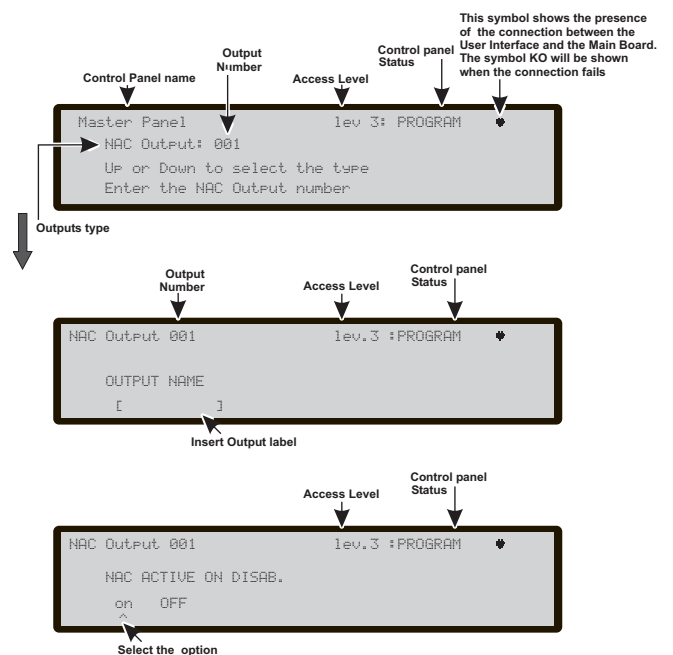 This symbol shows the presence
of the connection between the
User Interface and the Main Board.
The symbol KO will be shown
when the connection fails
Control panel
Status
Output
Number
Access Level
Control Panel name
Master Panel lev 3: PROGRAM
NAC Output: 001
Up or Down to select the type
Enter the NAC Output number
Outputs type
Output
Number
Access Level
Control panel
Status
NAC Output 001 lev.3 :PROGRAM
OUTPUT NAME
[ ]
Insert Output label
Access Level
Control panel
Status
NAC Output 001 lev.3 :PROGRAM
NAC ACTIVE ON DISAB.
on OFF
^
Select the option